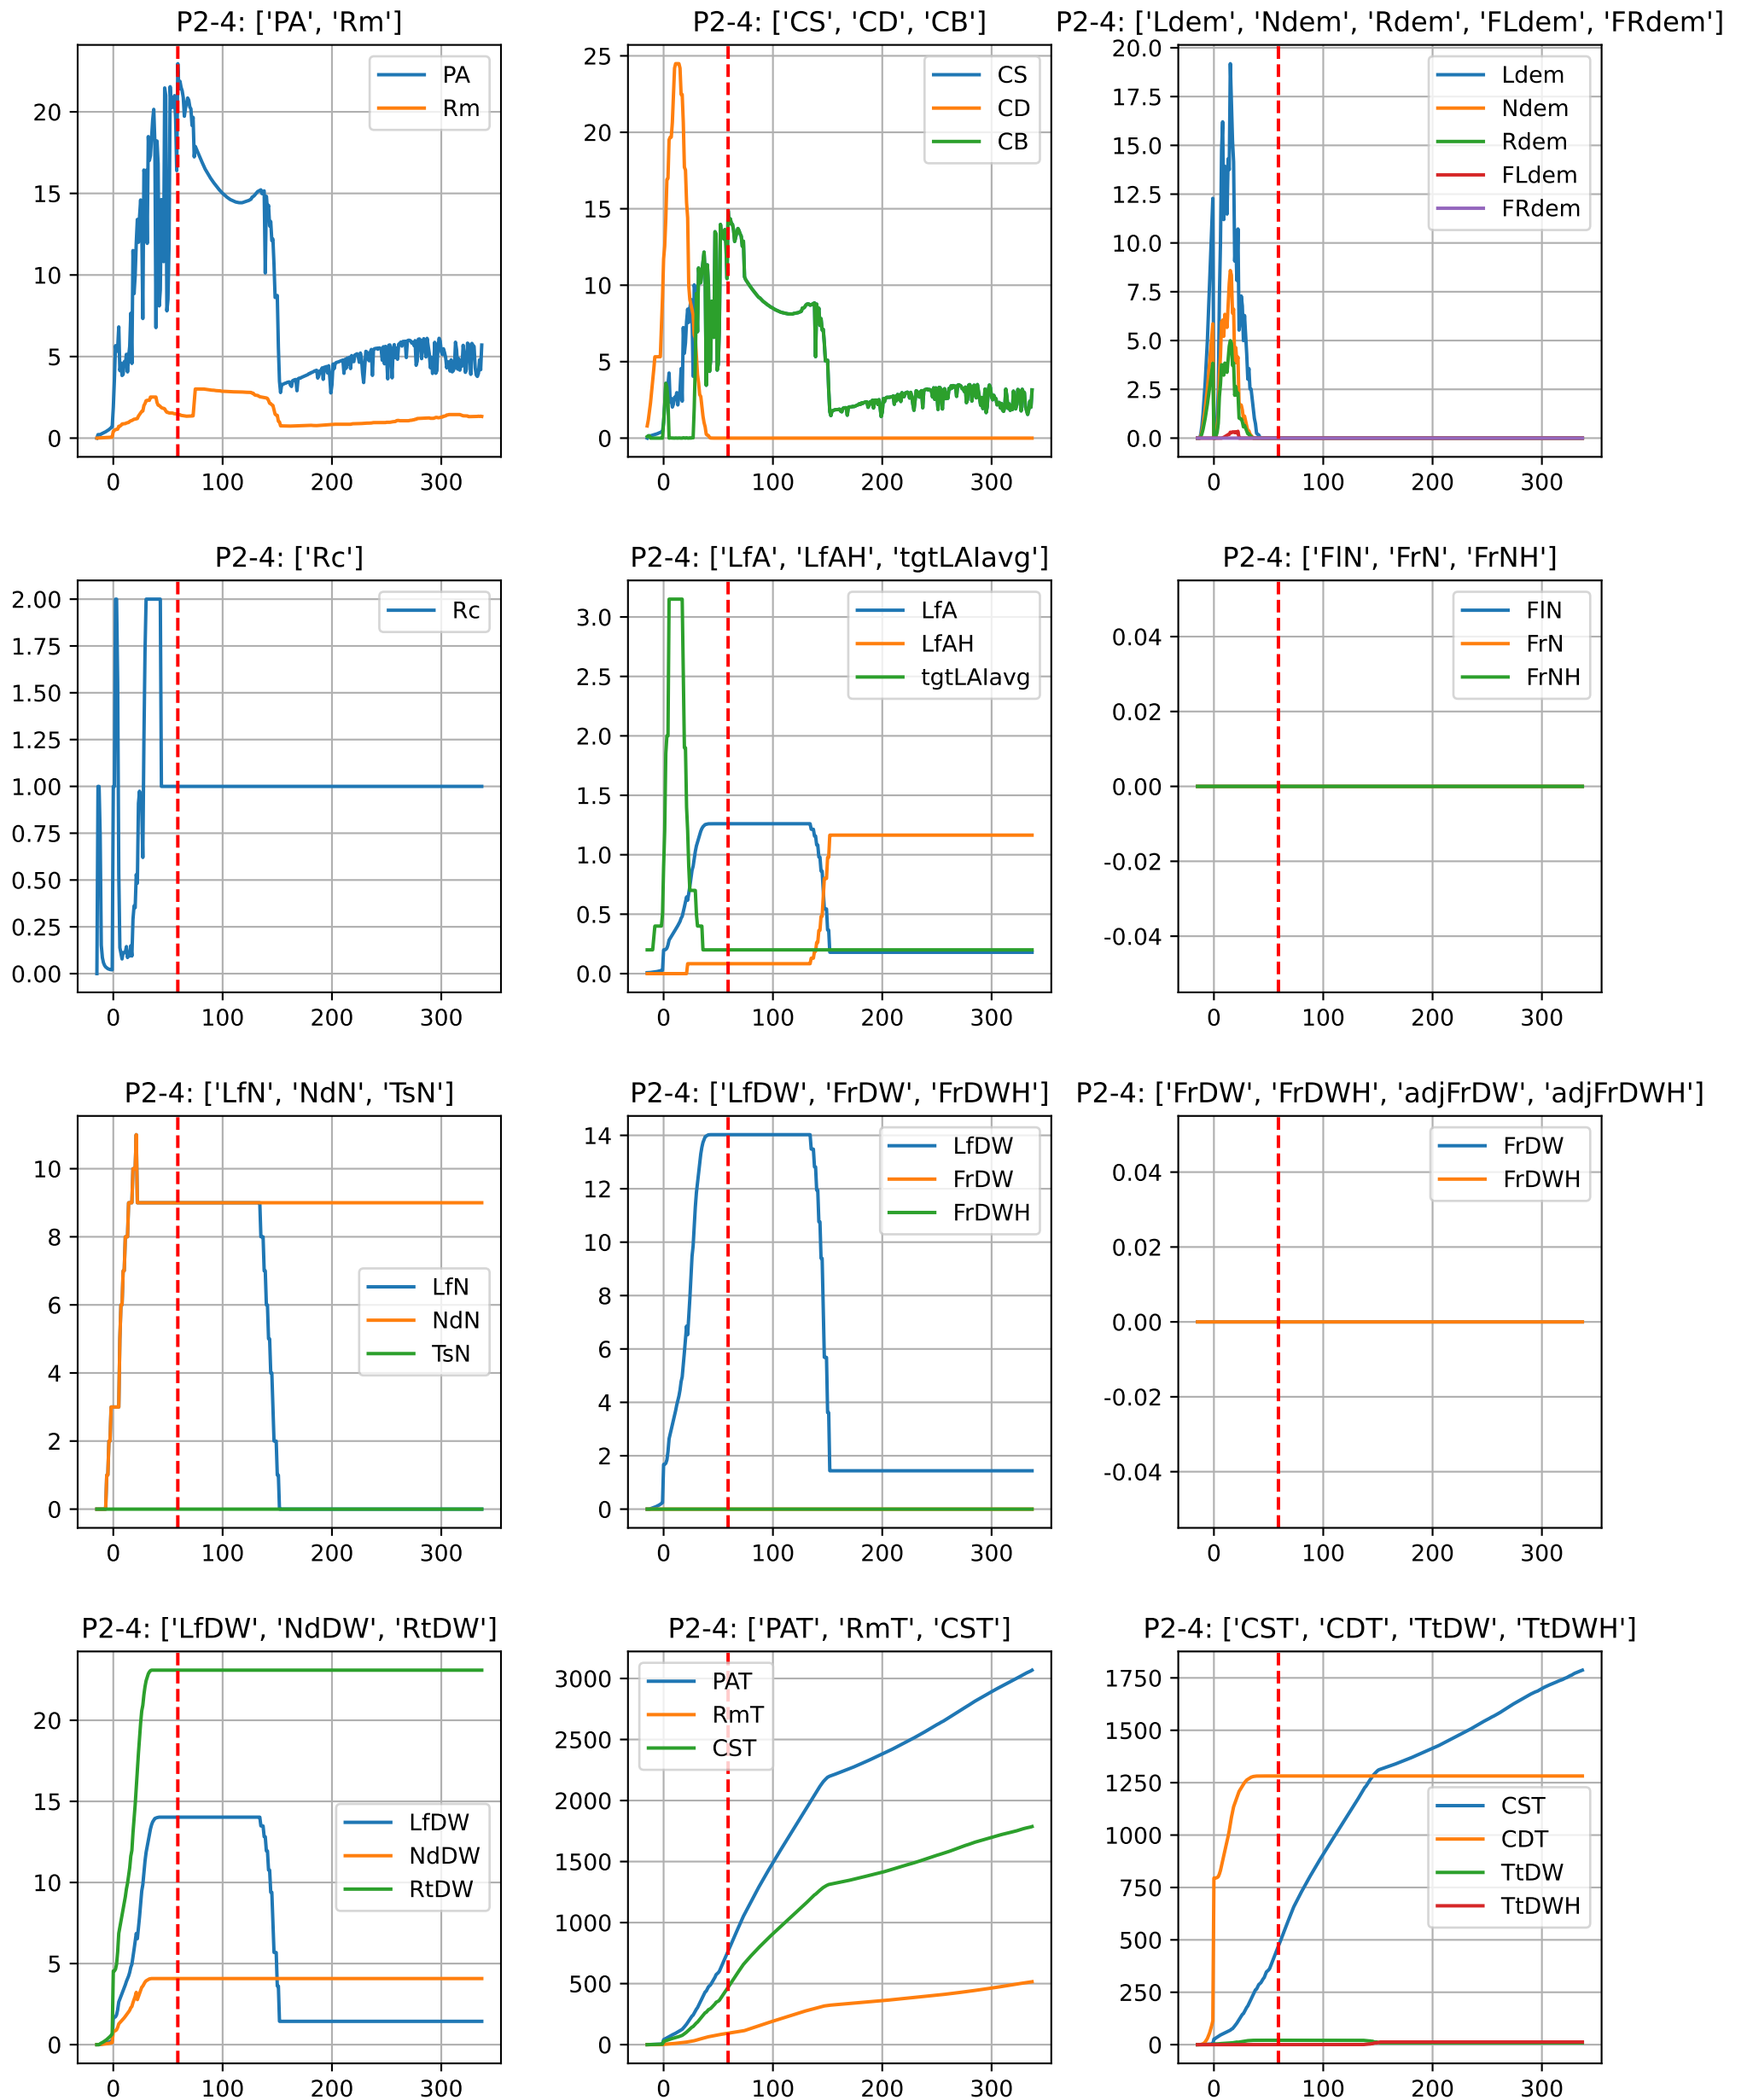 P2-4: ['PA', 'Rm']
20
15
10
5
0
0 100 200 300
PA
Rm
P2-4: ['CS', 'CD', 'CB']
25
20
15
10
5
0
0 100 200 300
CS
CD
CB
P2-4: ['Ldem', 'Ndem', 'Rdem', 'FLdem', 'FRdem']
20.0
17.5
15.0
12.5
10.0
7.5
5.0
2.5
0.0
0 100 200 300
Ldem
Ndem
Rdem
FLdem
FRdem
P2-4: ['Rc']
2.00
1.75
1.50
1.25
1.00
0.75
0.50
0.25
0.00
0 100 200 300
Rc
P2-4: ['LfA', 'LfAH', 'tgtLAIavg']
3.0
2.5
2.0
1.5
1.0
0.5
0.0
0 100 200 300
LfA
LfAH
tgtLAIavg
P2-4: ['FlN', 'FrN', 'FrNH']
0.04
0.02
0.00
-0.02
-0.04
0 100 200 300
FlN
FrN
FrNH
P2-4: ['LfN', 'NdN', 'TsN']
10
8
6
4
2
0
0 100 200 300
LfN
NdN
TsN
P2-4: ['LfDW', 'FrDW', 'FrDWH']
14
12
10
8
6
4
2
0
0 100 200 300
LfDW
FrDW
FrDWH
P2-4: ['FrDW', 'FrDWH', 'adjFrDW', 'adjFrDWH']
0.04
0.02
0.00
-0.02
-0.04
0 100 200 300
FrDW
FrDWH
P2-4: ['LfDW', 'NdDW', 'RtDW']
20
15
10
5
0
0 100 200 300
LfDW
NdDW
RtDW
P2-4: ['PAT', 'RmT', 'CST']
3000
2500
2000
1500
1000
500
0
0 100 200 300
PAT
RmT
CST
P2-4: ['CST', 'CDT', 'TtDW', 'TtDWH']
1750
1500
1250
1000
750
500
250
0
0 100 200 300
CST
CDT
TtDW
TtDWH